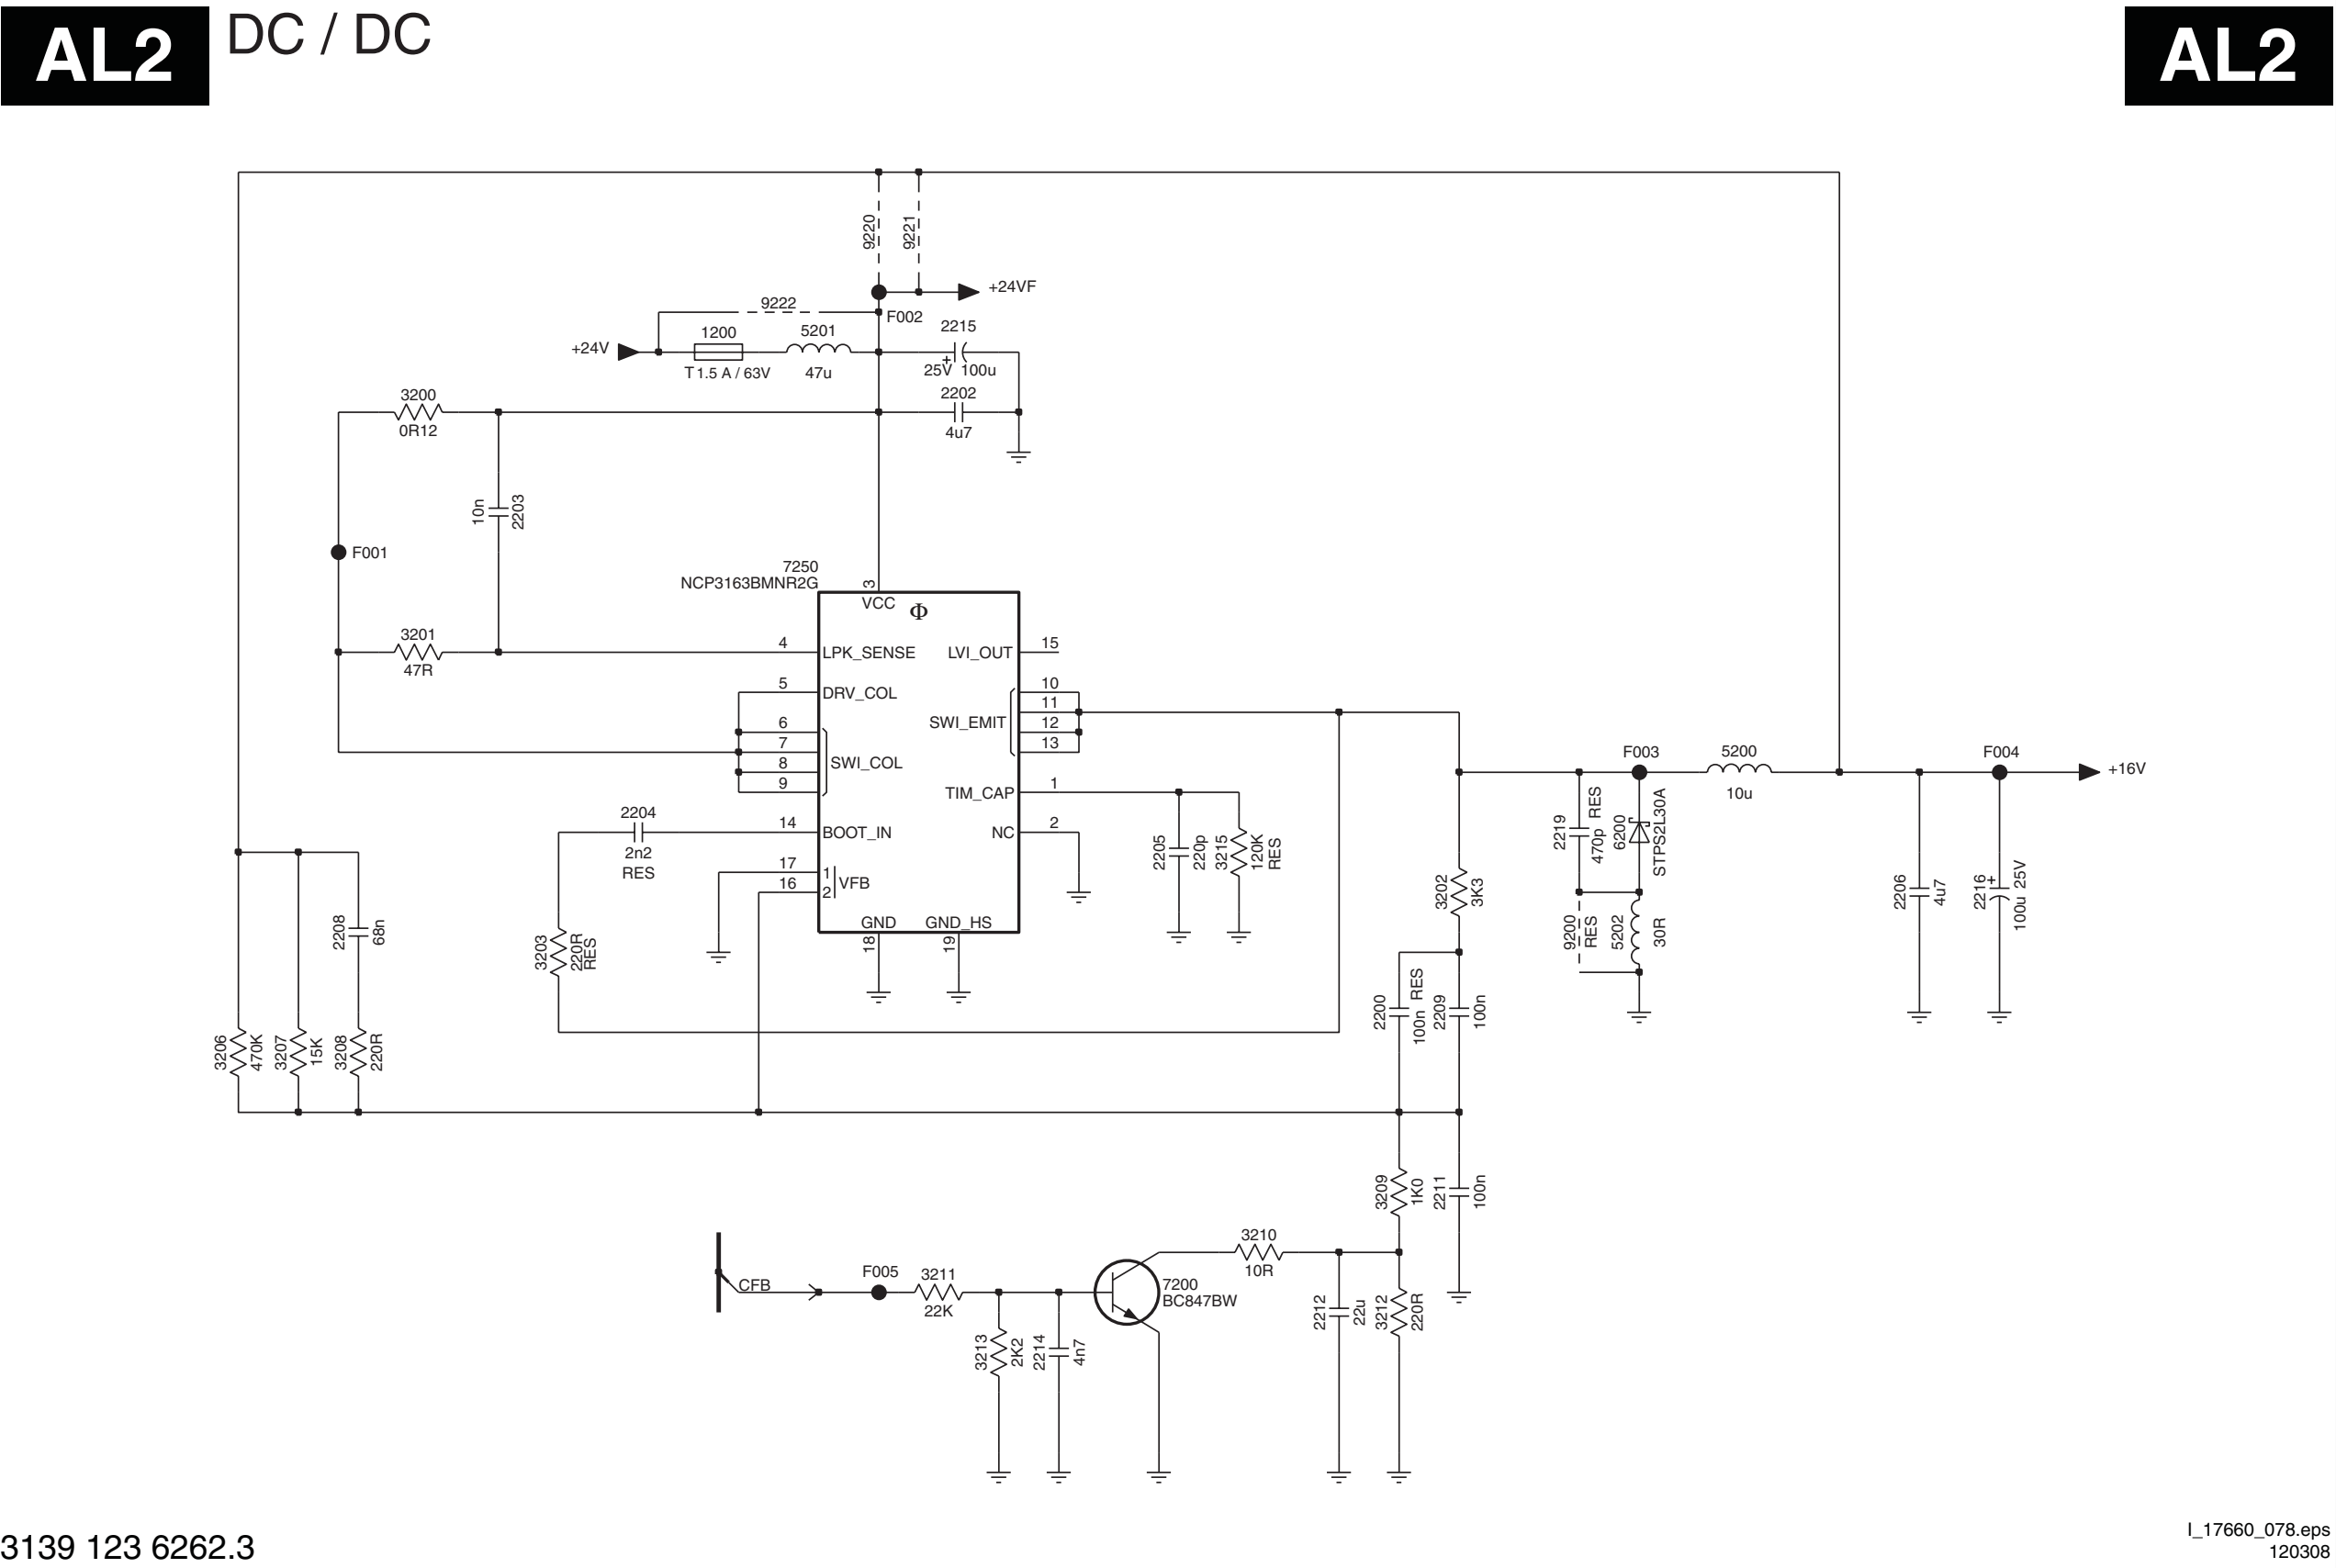 AL2
DC / DC
AL2
9220
9221
+24VF
9222
F002
1200
5201
2215
+24V
T 1.5 A / 63V
47u
+
25V 100u
3200
2202
0R12
4u7
10n
2203
F001
7250
NCP3163BMNR2G
3
VCC
Φ
3201
47R
4
LPK_SENSE
LVI_OUT
15
5
DRV_COL
10
6
11
SWI_EMIT
7
12
8
SWI_COL
13
9
TIM_CAP
1
2204
2n2
RES
14
BOOT_IN
NC
2
17
1
VFB
16
2
GND
GND_HS
18
19
2205
220p
3215
120K
RES
3203
220R
RES
3202
3K3
F003
5200
10u
F004
+16V
2219
470p
RES
6200
STPS2L30A
9200
RES
5202
30R
2206
4u7
2216
+
100u 25V
2208
68n
3206
470K
3207
15K
3208
220R
2200
100n
RES
2209
100n
3209
1K0
2211
100n
CFB
F005
3211
22K
7200
BC847BW
3210
10R
3213
2K2
2214
4n7
2212
22u
3212
220R
3139 123 6262.3
I_17660_078.eps
120308